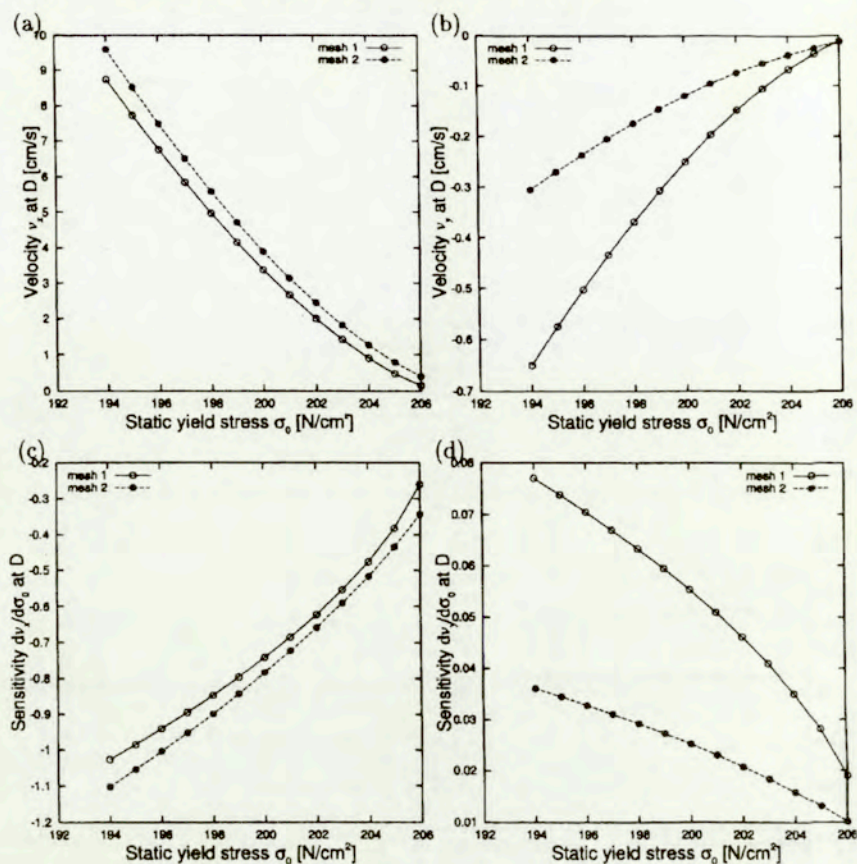 (a)
10
9
8
7
6
5
4
3
2
1
0
Velocity vₓ at D [cm/s]
mesh 1
mesh 2
192 194 196 198 200 202 204 206
Static yield stress σ₀ [N/cm²]
(b)
0
-0.1
-0.2
-0.3
-0.4
-0.5
-0.6
-0.7
Velocity vᵧ at D [cm/s]
mesh 1
mesh 2
192 194 196 198 200 202 204 206
Static yield stress σ₀ [N/cm²]
(c)
-0.2
-0.3
-0.4
-0.5
-0.6
-0.7
-0.8
-0.9
-1
-1.1
-1.2
Sensitivity dvₓ/dσ₀ at D
mesh 1
mesh 2
192 194 196 198 200 202 204 206
Static yield stress σ₀ [N/cm²]
(d)
0.08
0.07
0.06
0.05
0.04
0.03
0.02
0.01
Sensitivity dvᵧ/dσ₀ at D
mesh 1
mesh 2
192 194 196 198 200 202 204 206
Static yield stress σ₀ [N/cm²]